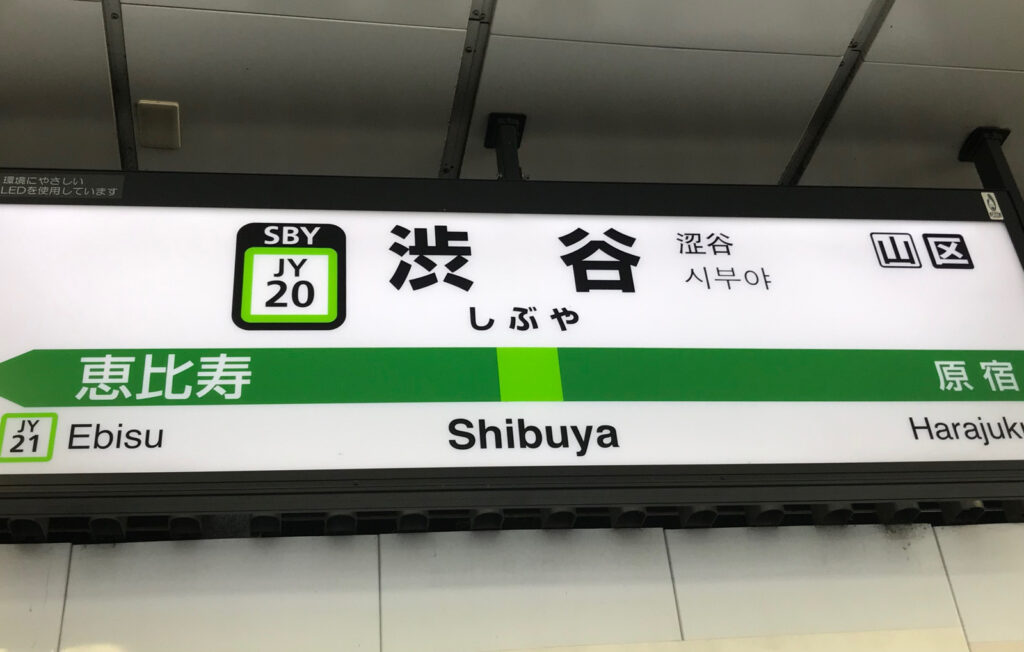 環境にやさしい
LEDを使用しています
SBY
JY
20
渋谷
しぶや
涩谷
시부야
山 区
恵比寿
原宿
JY
21
Ebisu
Shibuya
Harajuku